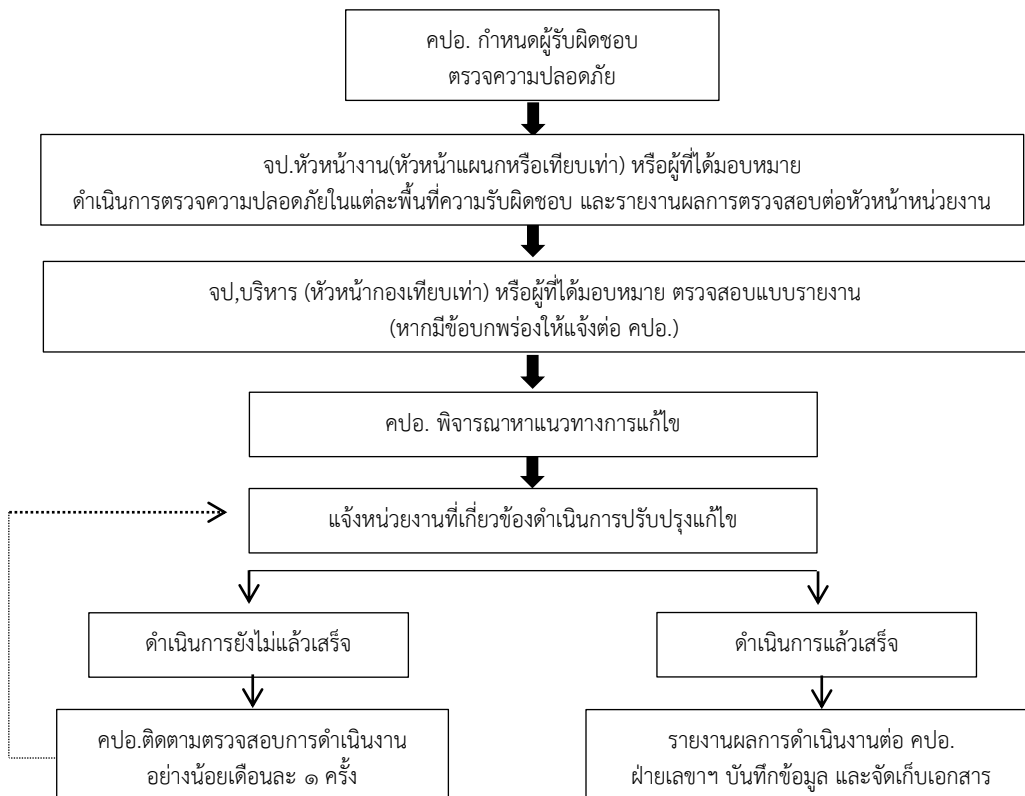 คปอ. กำหนดผู้รับผิดชอบ
ตรวจความปลอดภัย
จป.หัวหน้างาน(หัวหน้าแผนกหรือเทียบเท่า) หรือผู้ที่ได้มอบหมาย
ดำเนินการตรวจความปลอดภัยในแต่ละพื้นที่ความรับผิดชอบ และรายงานผลการตรวจสอบต่อหัวหน้าหน่วยงาน
จป,บริหาร (หัวหน้ากองเทียบเท่า) หรือผู้ที่ได้มอบหมาย ตรวจสอบแบบรายงาน
(หากมีข้อบกพร่องให้แจ้งต่อ คปอ.)
คปอ. พิจารณาหาแนวทางการแก้ไข
แจ้งหน่วยงานที่เกี่ยวข้องดำเนินการปรับปรุงแก้ไข
ดำเนินการยังไม่แล้วเสร็จ
ดำเนินการแล้วเสร็จ
คปอ.ติดตามตรวจสอบการดำเนินงาน
อย่างน้อยเดือนละ ๑ ครั้ง
รายงานผลการดำเนินงานต่อ คปอ.
ฝ่ายเลขาฯ บันทึกข้อมูล และจัดเก็บเอกสาร